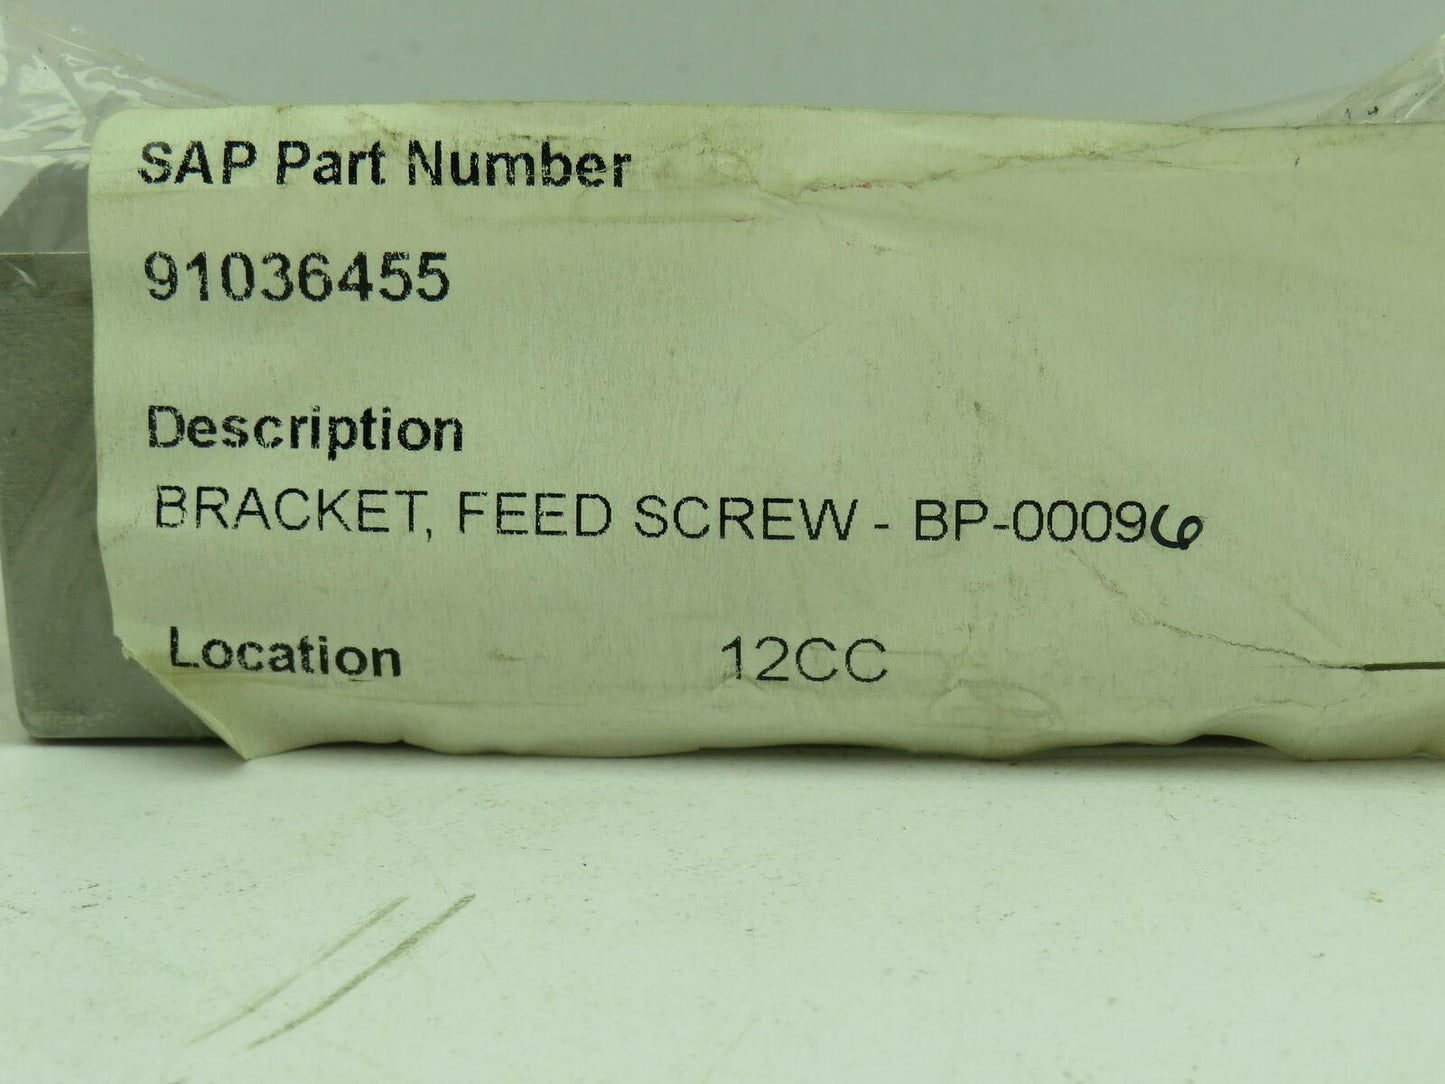 SAP Part Number
91036455
Description
BRACKET, FEED SCREW - BP-00096
Location 12CC